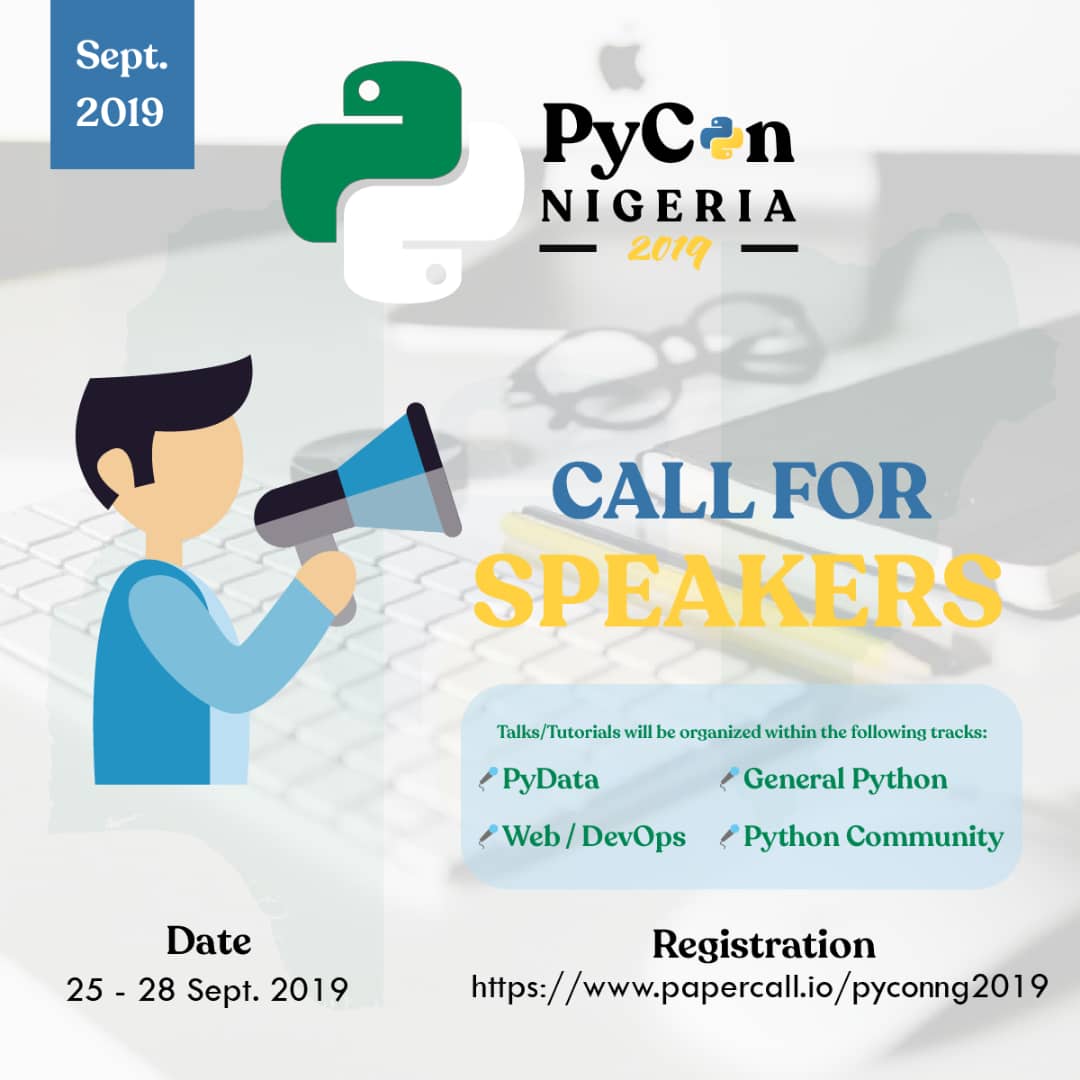 Sept.
2019
PyCon
NIGERIA
2019
CALL FOR
SPEAKERS
Talks/Tutorials will be organized within the following tracks:
PyData
General Python
Web / DevOps
Python Community
Date
25 - 28 Sept. 2019
Registration
https://www.papercall.io/pyconng2019